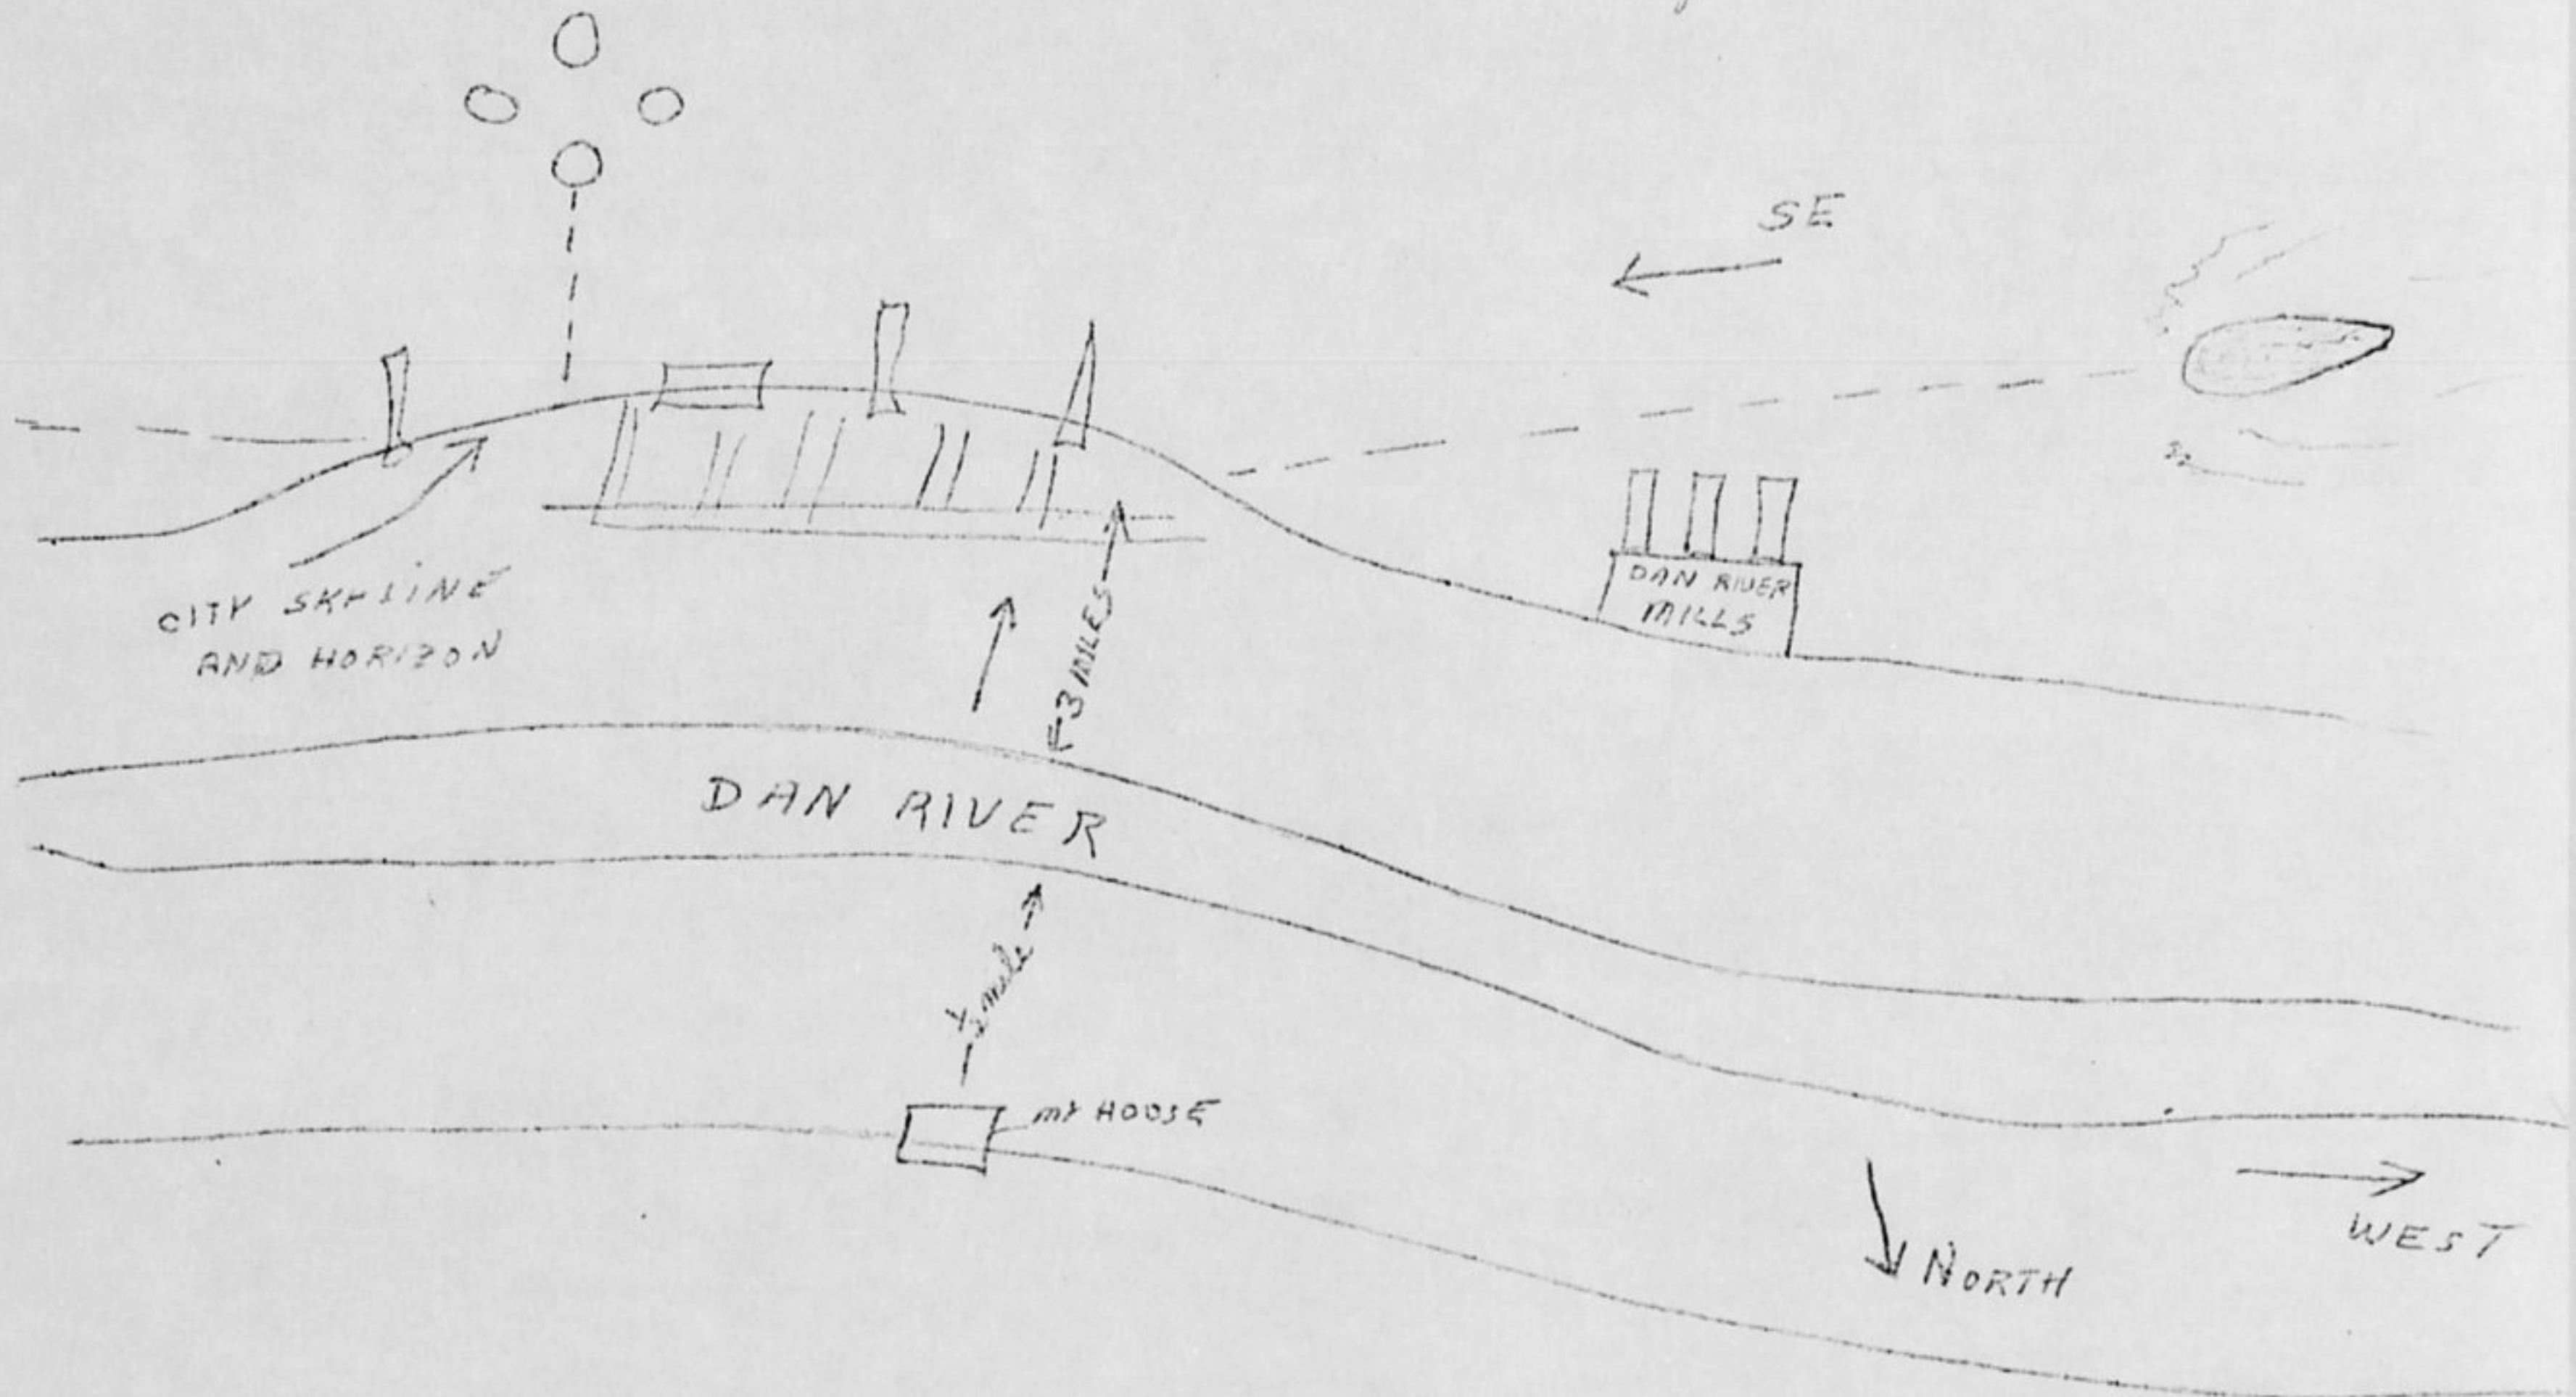 SE
DAN RIVER
MILLS
CITY SKYLINE
AND HORIZON
3 MILES
DAN RIVER
½ mile
MY HOUSE
WEST
NORTH